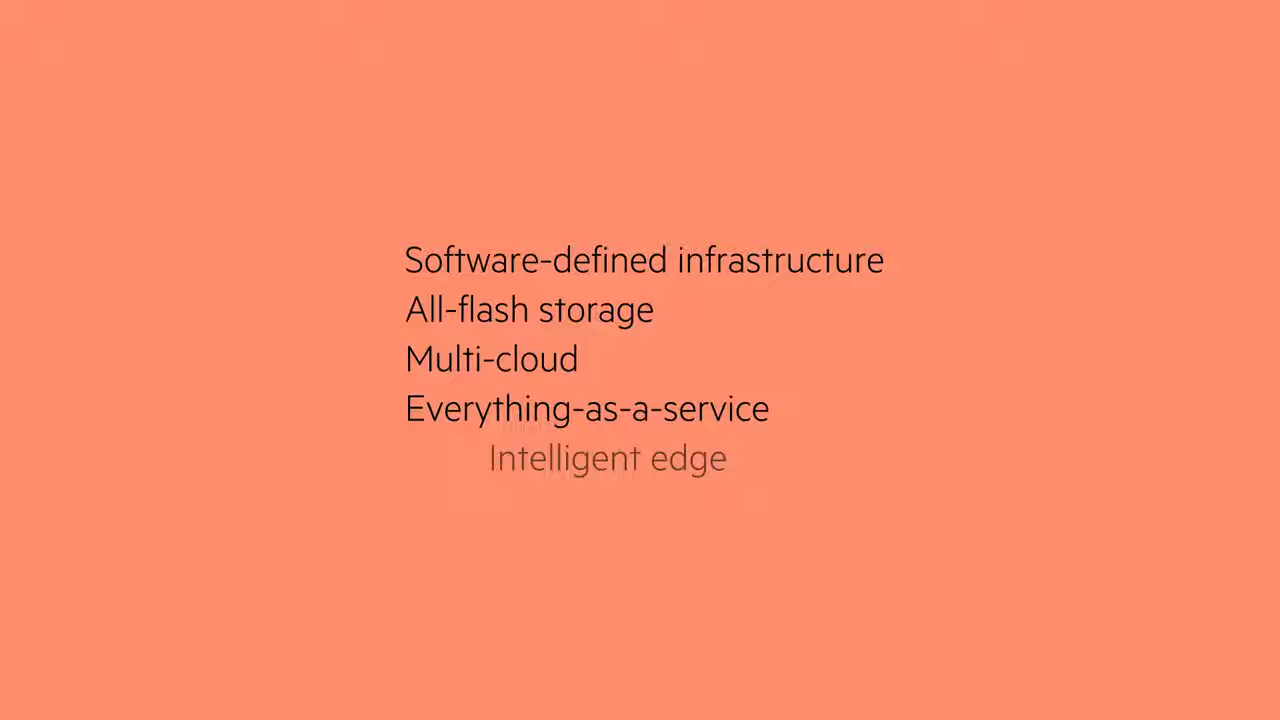 Software-defined infrastructure
All-flash storage
Multi-cloud
Everything-as-a-service
Intelligent edge